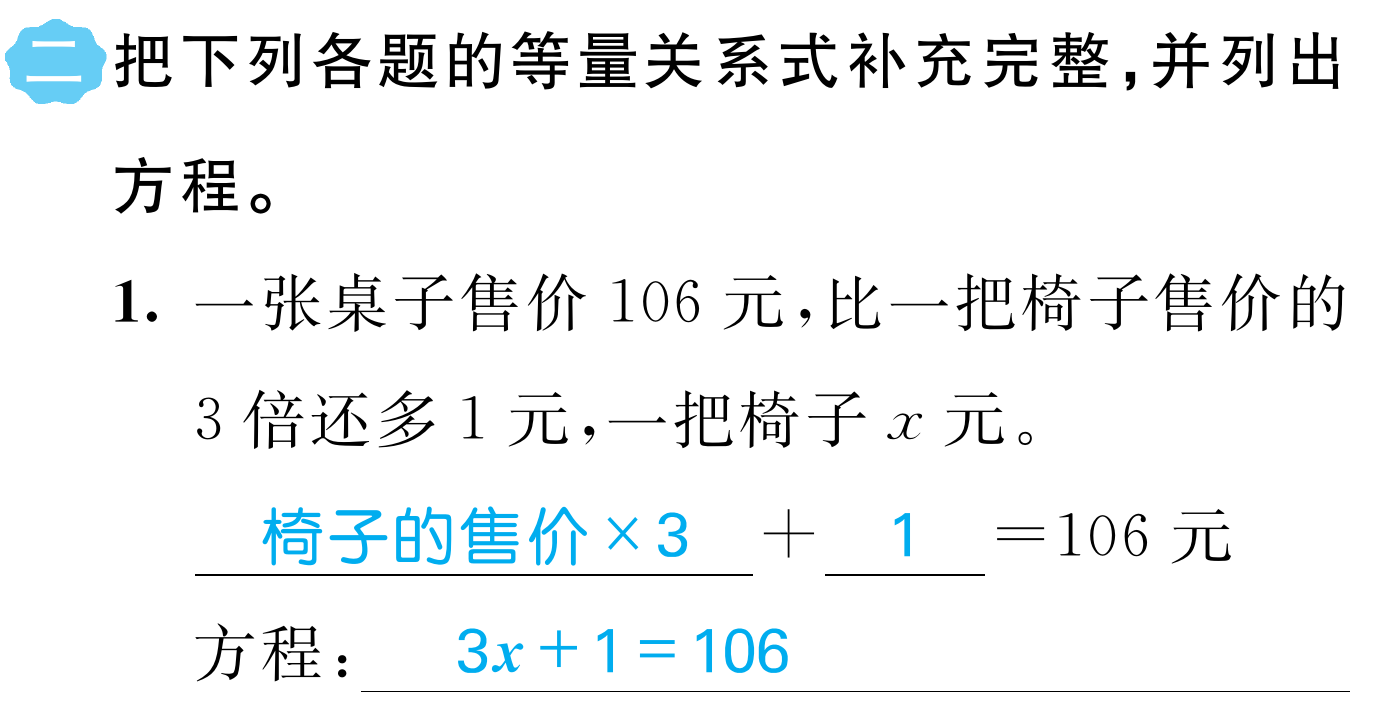 二 把下列各题的等量关系式补充完整,并列出
方程。
1. 一张桌子售价 106 元,比一把椅子售价的
3 倍还多 1 元,一把椅子 x 元。
椅子的售价×3 + 1 =106 元
方程: 3x+1=106